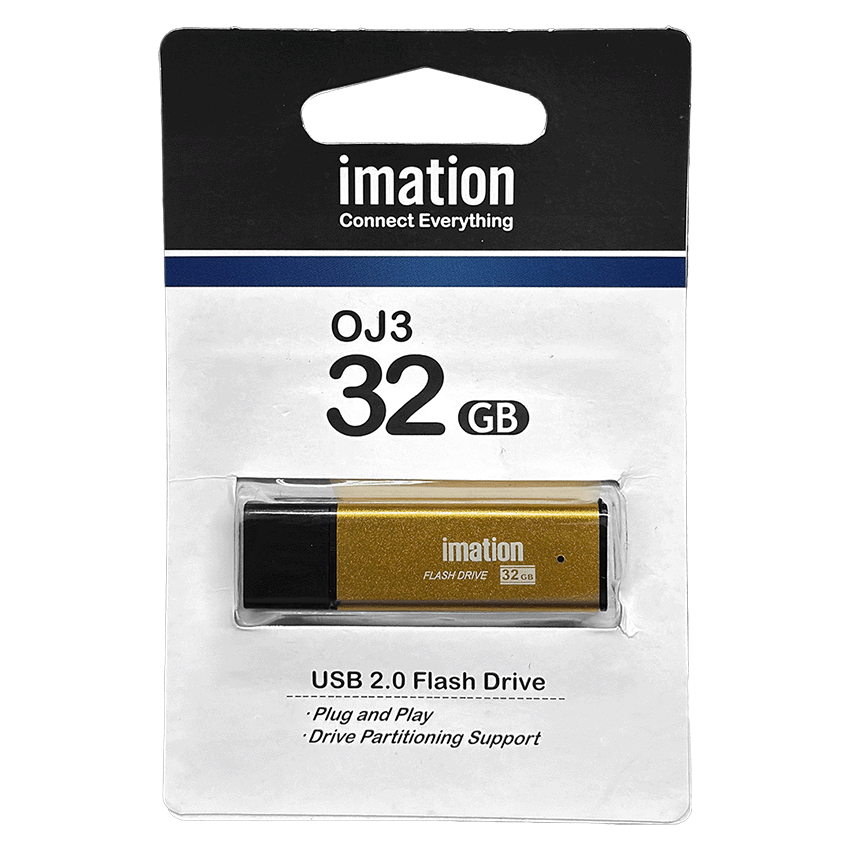 imation
Connect Everything
OJ3
32 GB
imation
FLASH DRIVE 32 GB
USB 2.0 Flash Drive
·Plug and Play
·Drive Partitioning Support